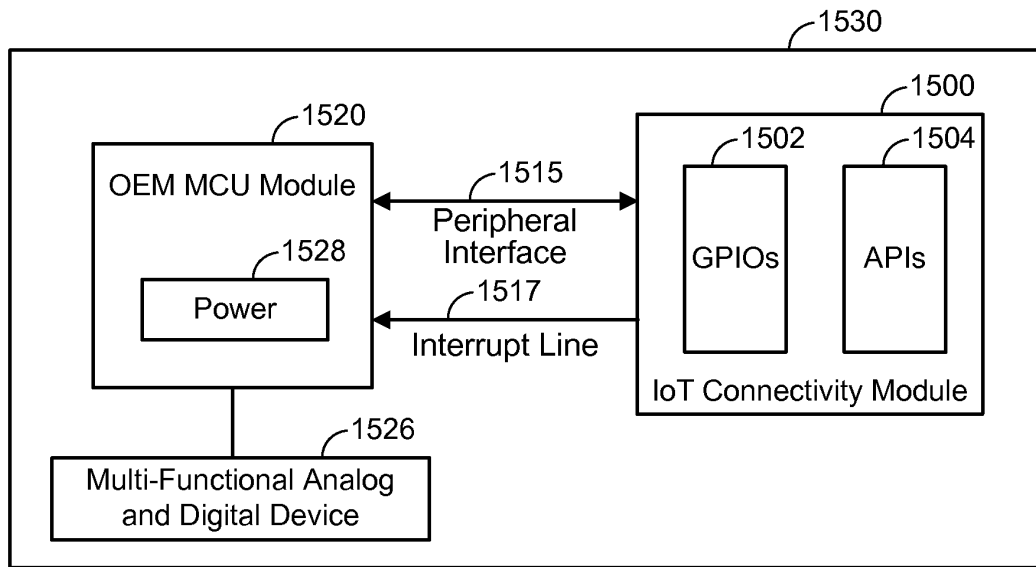 1530
1520
OEM MCU Module
1528
Power
1515
Peripheral
Interface
1517
Interrupt Line
1500
1502
GPIOs
1504
APIs
IoT Connectivity Module
1526
Multi-Functional Analog
and Digital Device